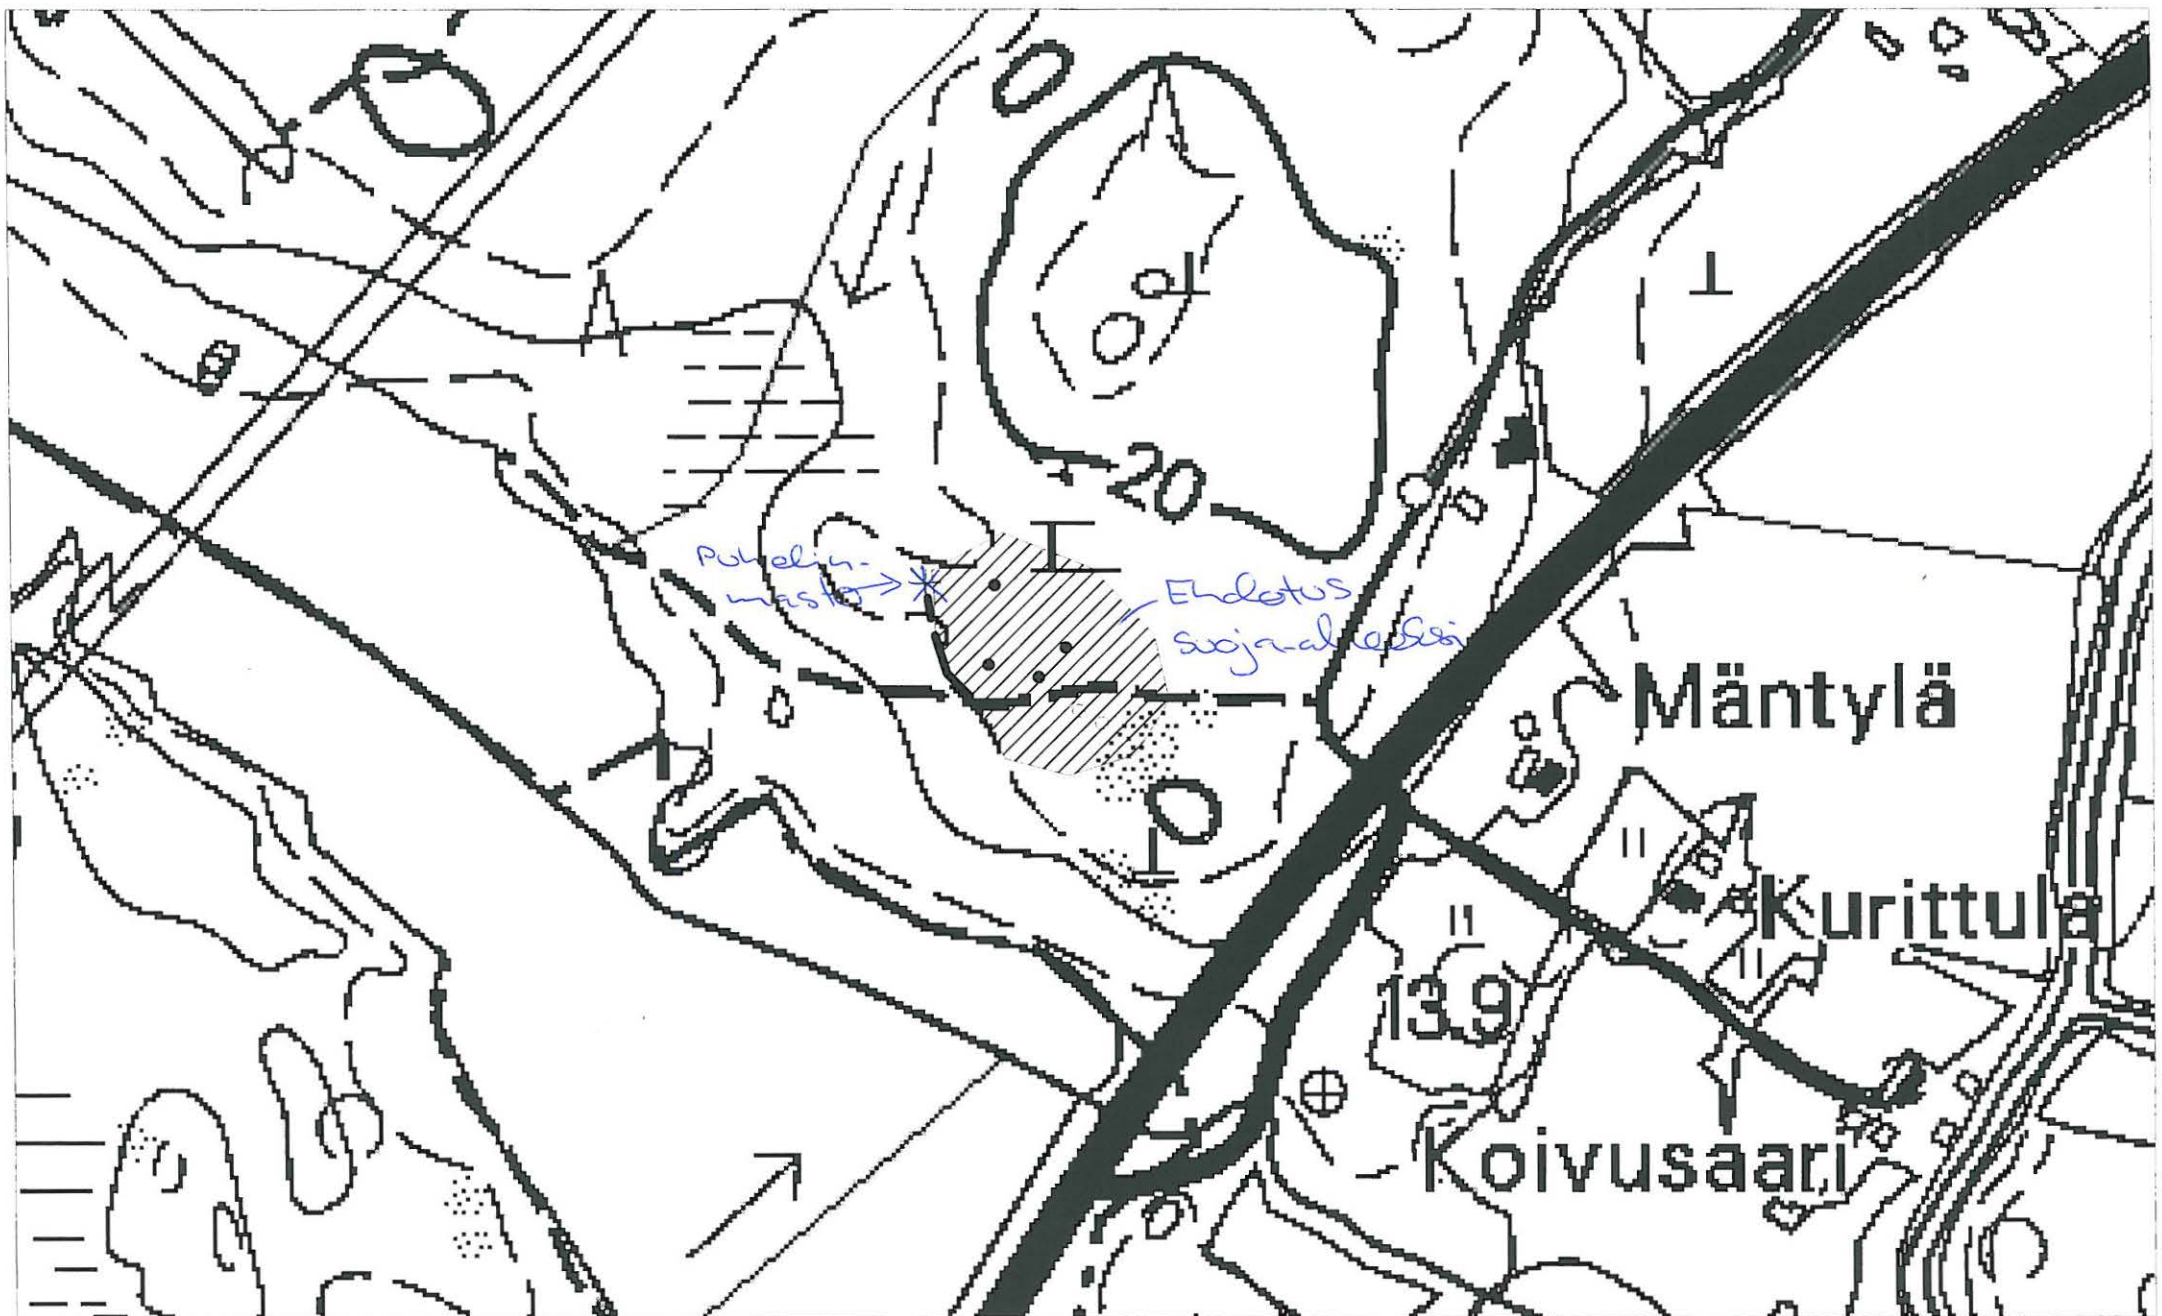 20
Puhelin-
masto
Ehdotus
suoja-alueeksi
Mäntylä
Kurittula
13.9
Koivusaari